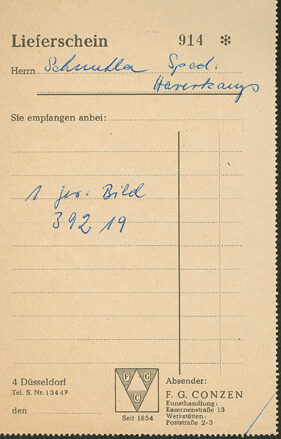 Lieferschein 914 *
Herrn Schmella Sped.
Haverkamp
Sie empfangen anbei:
1 ger. Bild
392 19
4 Düsseldorf
Tel. S. Nr. 13447
den
F G C
Seit 1854
Absender:
F. G. CONZEN
Kunsthandlung:
Kasernenstraße 13
Werkstätten:
Poststraße 2-3